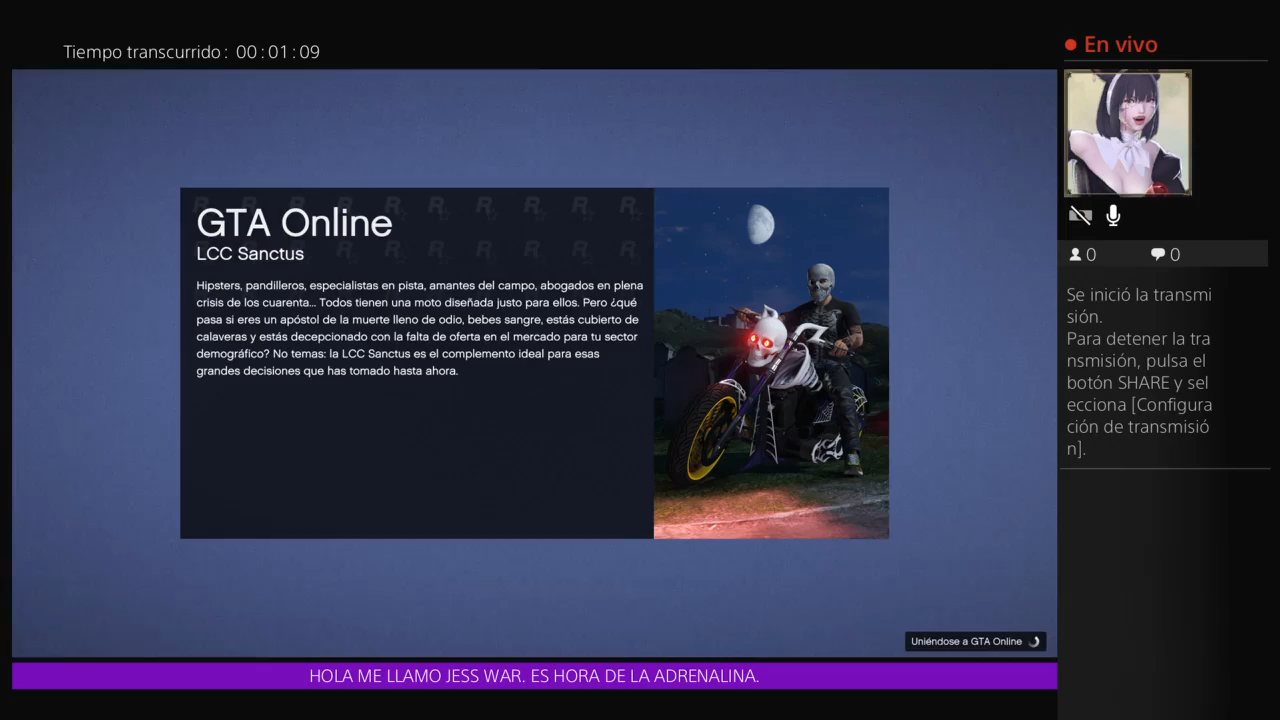 Tiempo transcurrido: 00:01:09
En vivo
GTA Online
LCC Sanctus
Hipsters, pandilleros, especialistas en pista, amantes del campo, abogados en plena
crisis de los cuarenta... Todos tienen una moto diseñada justo para ellos. Pero ¿qué
pasa si eres un apóstol de la muerte lleno de odio, bebes sangre, estás cubierto de
calaveras y estás decepcionado con la falta de oferta en el mercado para tu sector
demográfico? No temas: la LCC Sanctus es el complemento ideal para esas
grandes decisiones que has tomado hasta ahora.
0 0
Se inició la transmi
sión.
Para detener la tra
nsmisión, pulsa el
botón SHARE y sel
ecciona [Configura
ción de transmisió
n].
Uniéndose a GTA Online
HOLA ME LLAMO JESS WAR. ES HORA DE LA ADRENALINA.